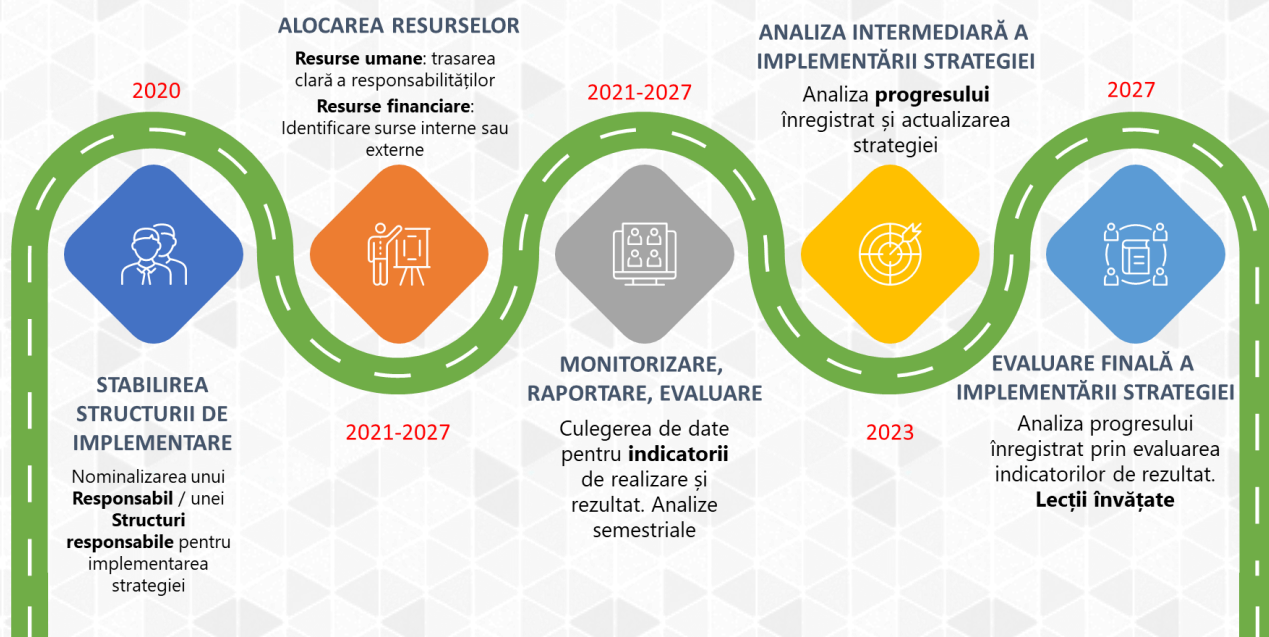 2020
STABILIREA
STRUCTURII DE
IMPLEMENTARE
Nominalizarea unui
Responsabil / unei
Structuri
responsabile pentru
implementarea
strategiei
ALOCAREA RESURSELOR
Resurse umane: trasarea
clară a responsabilităților
Resurse financiare:
Identificare surse interne sau
externe
2021-2027
2021-2027
MONITORIZARE,
RAPORTARE, EVALUARE
Culegerea de date
pentru indicatorii
de realizare și
rezultat. Analize
semestriale
ANALIZA INTERMEDIARĂ A
IMPLEMENTĂRII STRATEGIEI
Analiza progresului
înregistrat și actualizarea
strategiei
2023
2027
EVALUARE FINALĂ A
IMPLEMENTĂRII STRATEGIEI
Analiza progresului
înregistrat prin evaluarea
indicatorilor de rezultat.
Lecții învățate